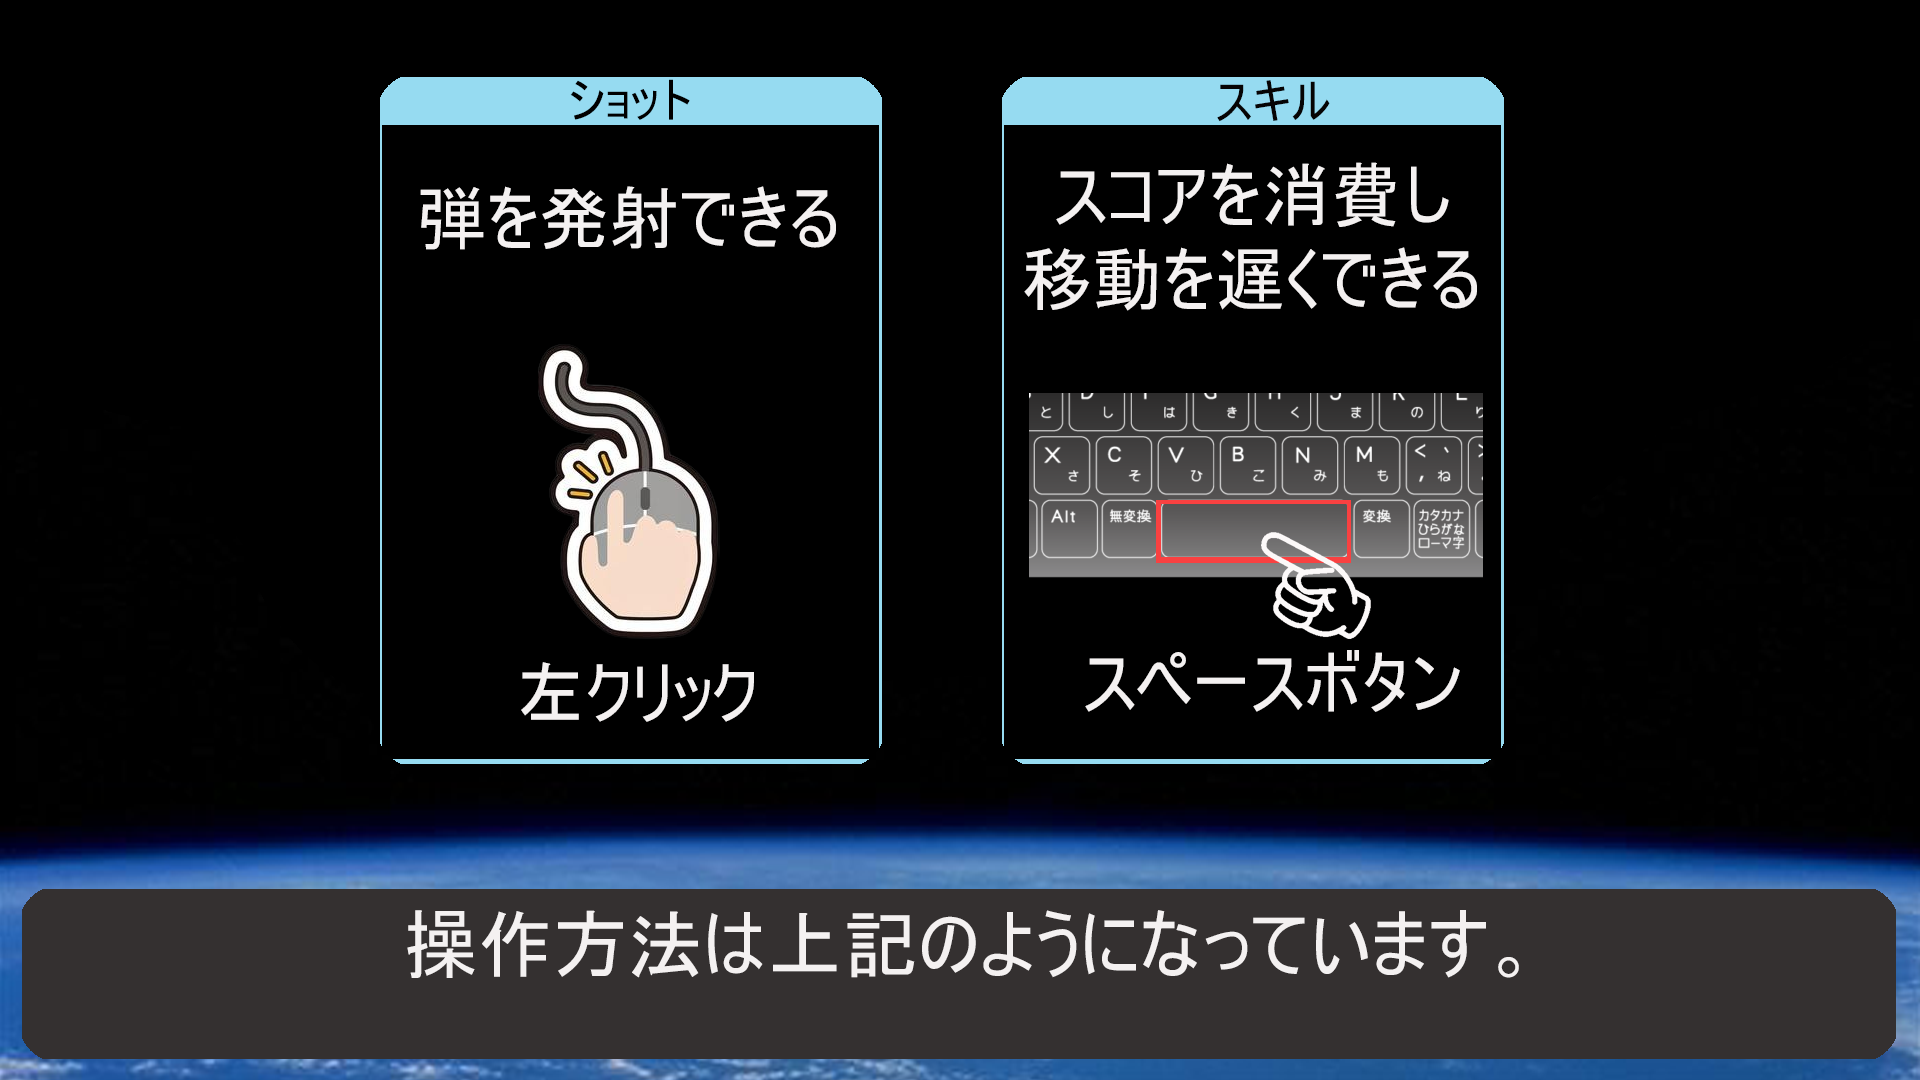 ショット
弾を発射できる
左クリック
スキル
スコアを消費し
移動を遅くできる
と し は き く ま の
X さ C そ V ひ B こ N み M も < 、 , ね
Alt 無変換 変換 カタカナ
ひらがな
ローマ字
スペースボタン
操作方法は上記のようになっています。